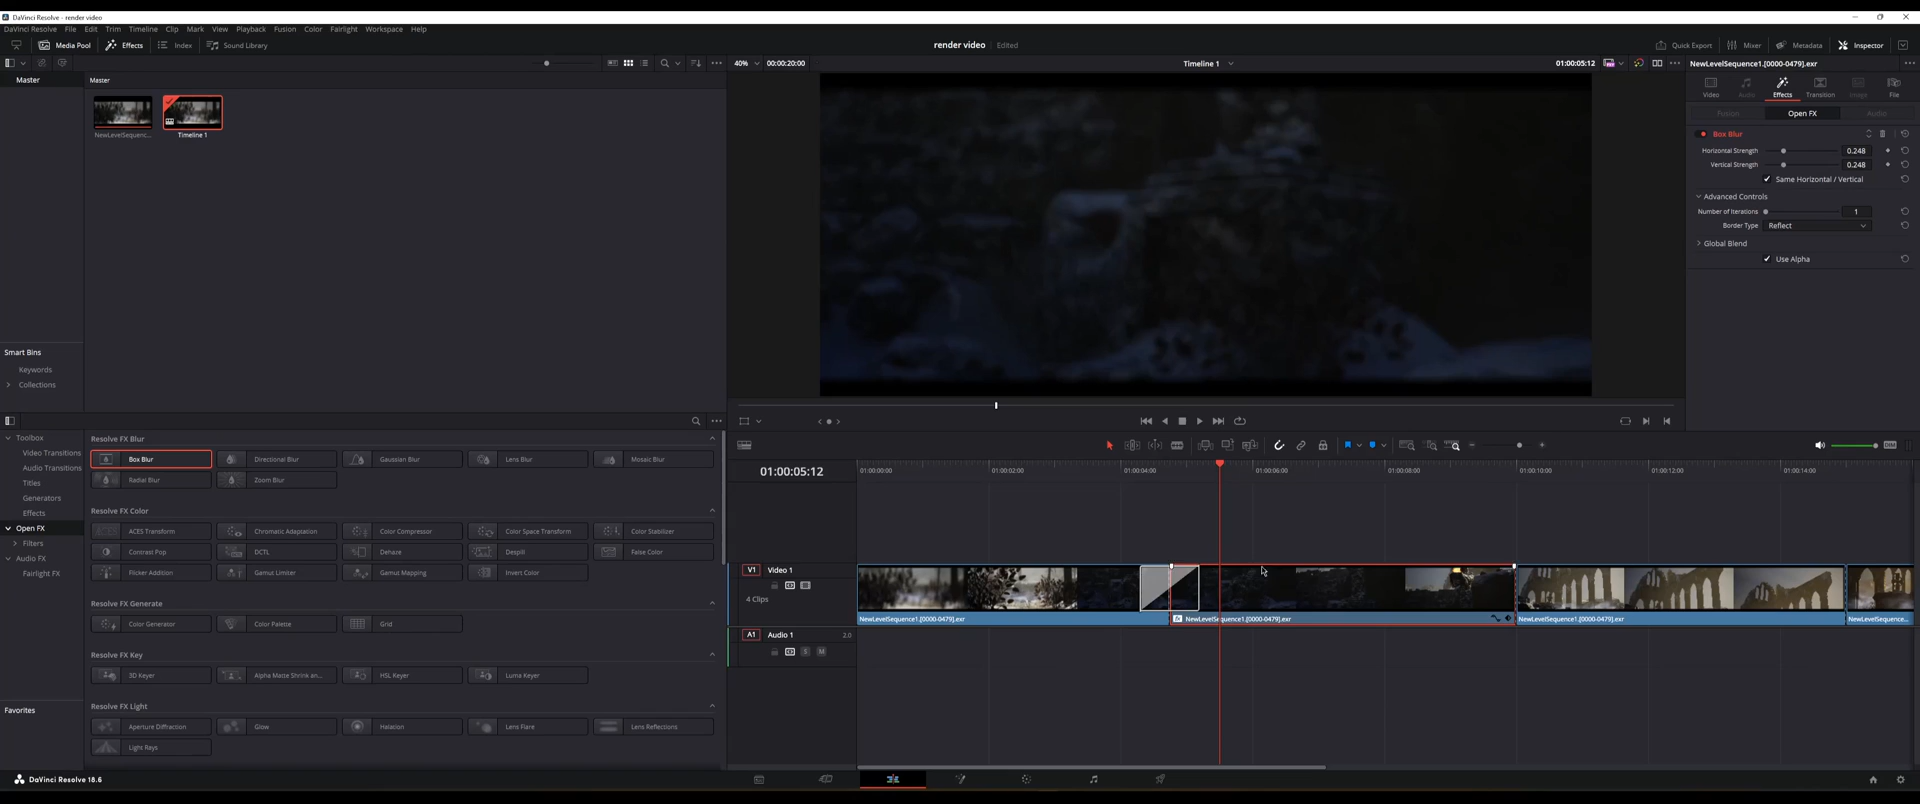 DaVinci Resolve - render video
DaVinci Resolve File Edit Trim Timeline Clip Mark View Playback Fusion Color Fairlight Workspace Help
Media Pool Effects Index Sound Library render video Edited Quick Export Mixer Metadata Inspector
40% 00:00:20:00 Timeline 1 01:00:05:12 NewLevelSequence1.[0000-0479].exr
Master Master
NewLevelSequenc... Timeline 1
Video Audio Effects Transition Image File
Fusion Open FX Audio
Box Blur
Horizontal Strength 0.248
Vertical Strength 0.248
Same Horizontal / Vertical
Advanced Controls
Number of Iterations 1
Border Type Reflect
Global Blend
Use Alpha
Smart Bins
Keywords
Collections
Toolbox
Video Transitions
Audio Transitions
Titles
Generators
Effects
Open FX
Filters
Audio FX
Fairlight FX
Favorites
Resolve FX Blur
Box Blur Directional Blur Gaussian Blur Lens Blur Mosaic Blur
Radial Blur Zoom Blur
Resolve FX Color
ACES Transform Chromatic Adaptation Color Compressor Color Space Transform Color Stabilizer
Contrast Pop DCTL Dehaze Despill False Color
Flicker Addition Gamut Limiter Gamut Mapping Invert Color
Resolve FX Generate
Color Generator Color Palette Grid
Resolve FX Key
3D Keyer Alpha Matte Shrink an... HSL Keyer Luma Keyer
Resolve FX Light
Aperture Diffraction Glow Halation Lens Flare Lens Reflections
Light Rays
DIM
01:00:05:12 01:00:00:00 01:00:02:00 01:00:04:00 01:00:06:00 01:00:08:00 01:00:10:00 01:00:12:00 01:00:14:00
V1 Video 1
4 Clips
NewLevelSequence1.[0000-0479].exr NewLevelSequence1.[0000-0479].exr NewLevelSequence1.[0000-0479].exr NewLevelSequence...
A1 Audio 1 2.0
S M
DaVinci Resolve 18.6